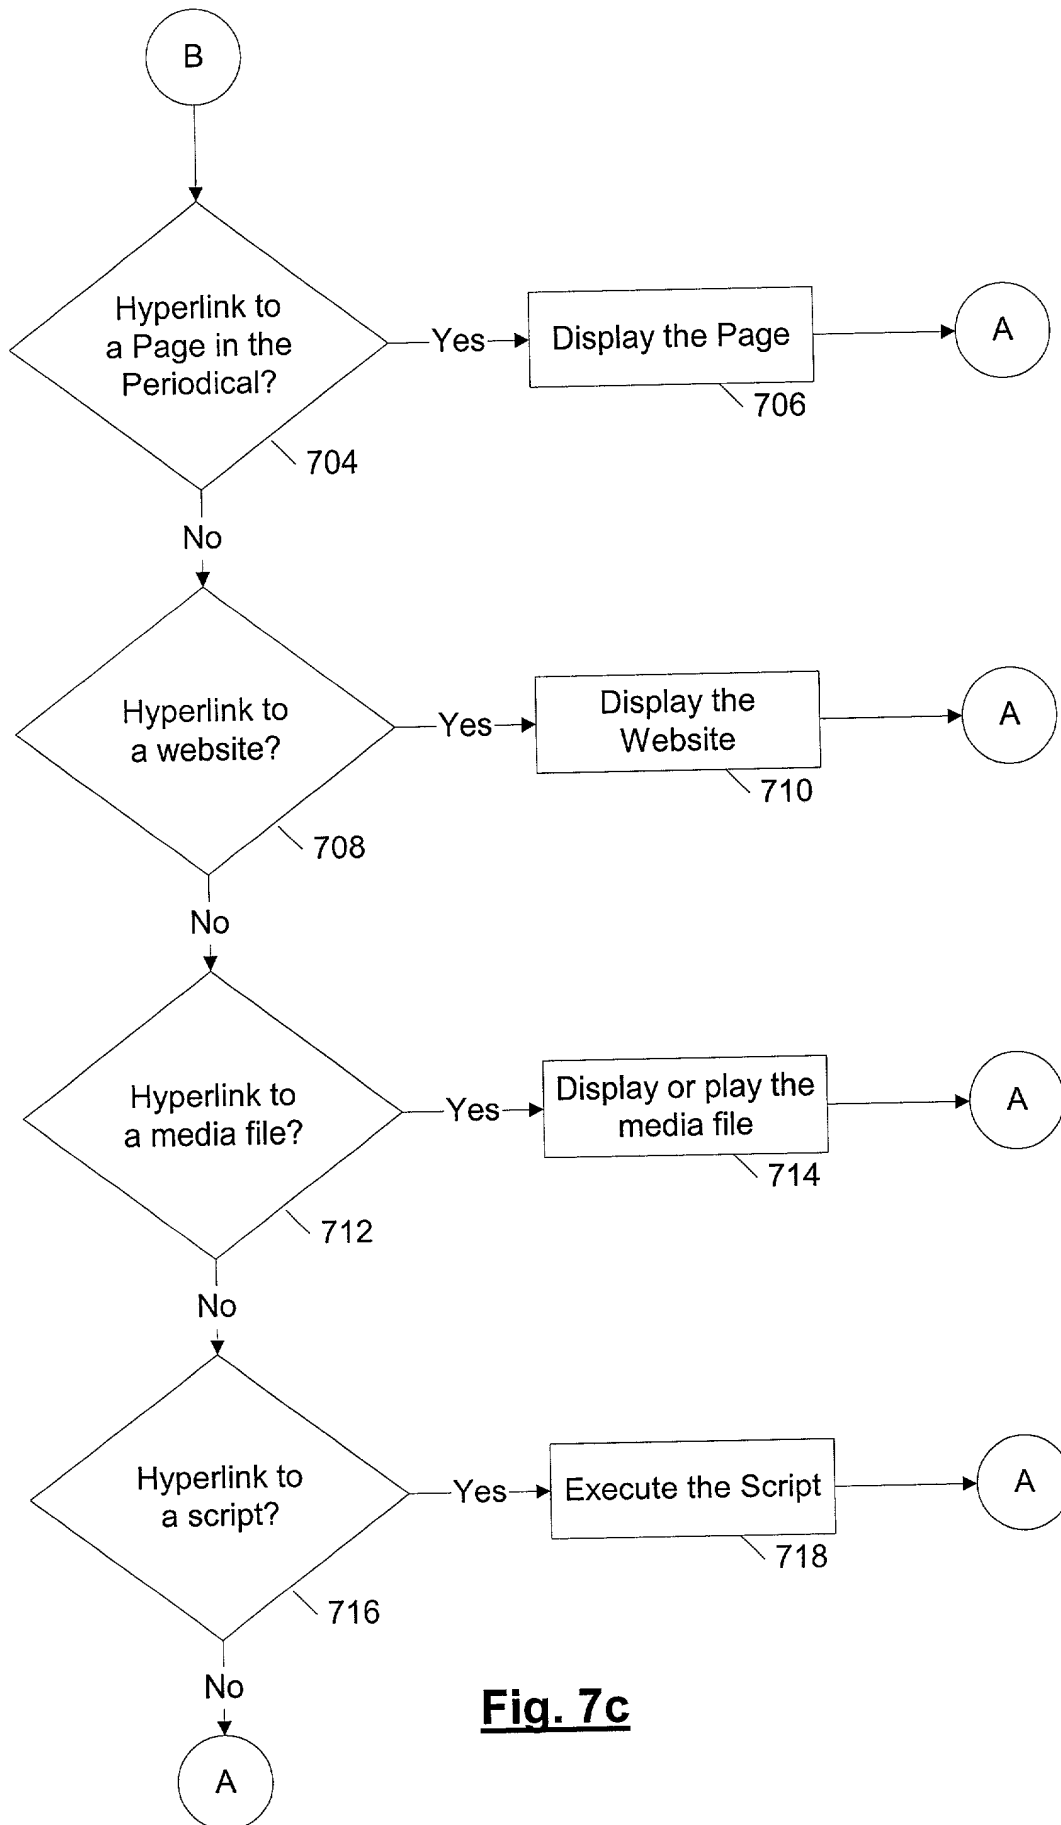 B
Hyperlink to
a Page in the
Periodical?
704
Yes
Display the Page
706
A
No
Hyperlink to
a website?
708
Yes
Display the
Website
710
A
No
Hyperlink to
a media file?
712
Yes
Display or play the
media file
714
A
No
Hyperlink to
a script?
716
Yes
Execute the Script
718
A
No
A
Fig. 7c